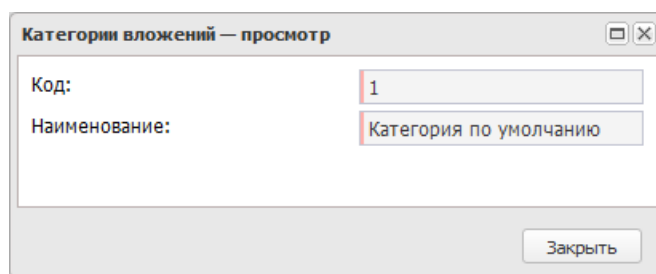 Категории вложений — просмотр
Код: 1
Наименование: Категория по умолчанию
Закрыть